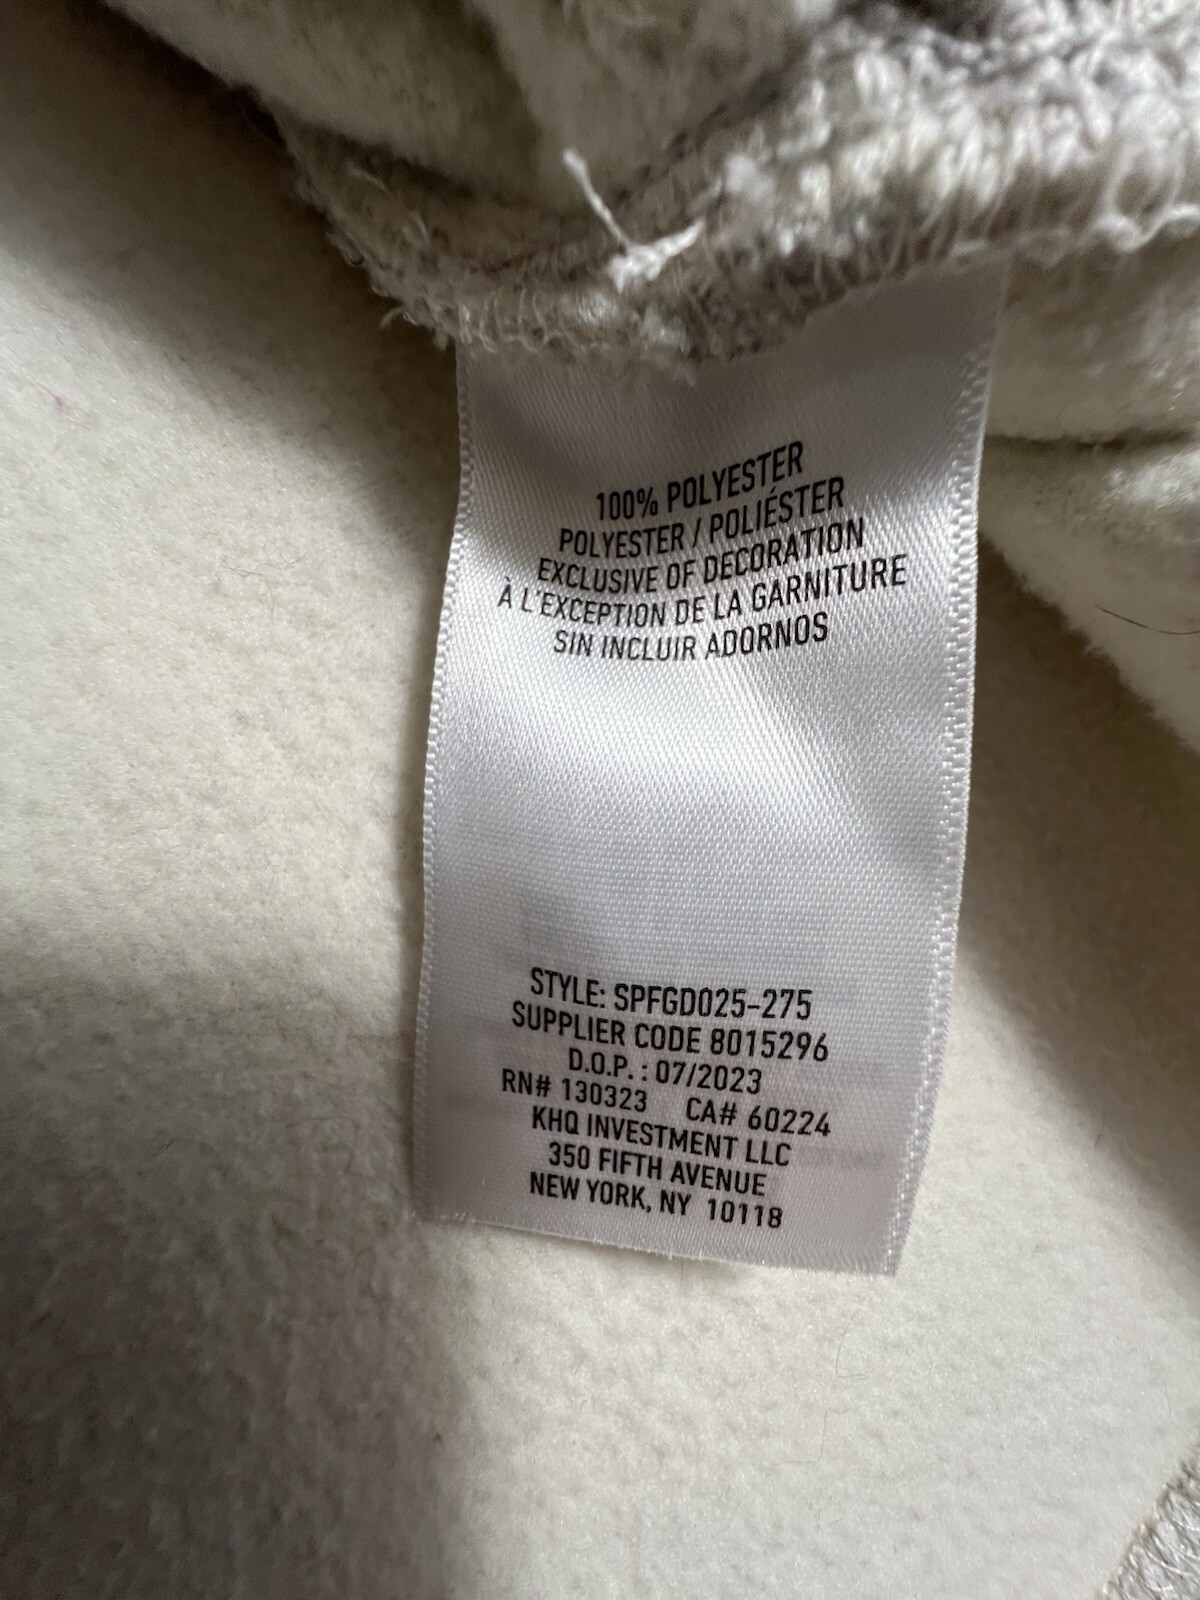 100% POLYESTER
POLYESTER / POLIÉSTER
EXCLUSIVE OF DECORATION
À L'EXCEPTION DE LA GARNITURE
SIN INCLUIR ADORNOS
STYLE: SPFGD025-275
SUPPLIER CODE 8015296
D.O.P. : 07/2023
RN# 130323 CA# 60224
KHQ INVESTMENT LLC
350 FIFTH AVENUE
NEW YORK, NY 10118